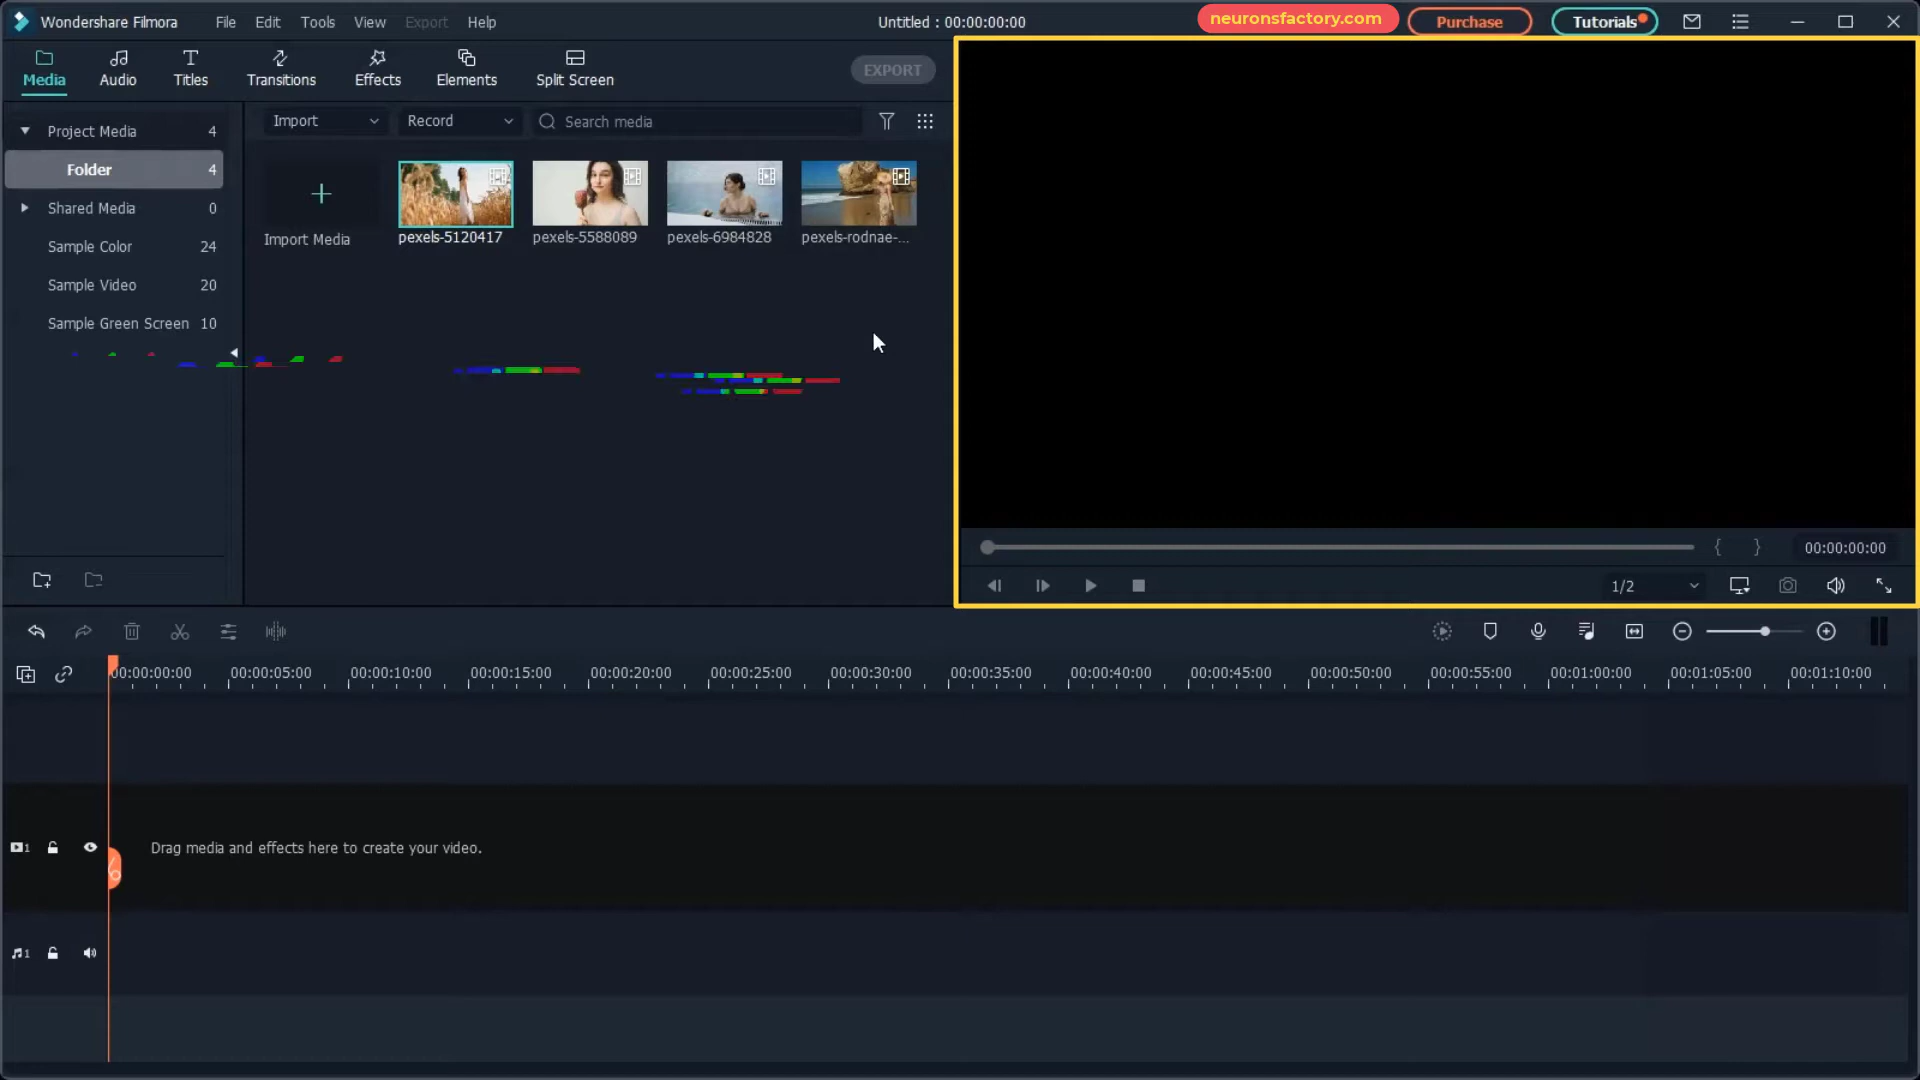 Wondershare Filmora File Edit Tools View Export Help Untitled : 00:00:00:00 neuronsfactory.com Purchase Tutorials
Media Audio Titles Transitions Effects Elements Split Screen EXPORT
Project Media 4 Import Record Search media
Folder 4
Shared Media 0
Import Media pexels-5120417 pexels-5588089 pexels-6984828 pexels-rodnae-...
Sample Color 24
Sample Video 20
Sample Green Screen 10
{ } 00:00:00:00
1/2
00:00:00:00 00:00:05:00 00:00:10:00 00:00:15:00 00:00:20:00 00:00:25:00 00:00:30:00 00:00:35:00 00:00:40:00 00:00:45:00 00:00:50:00 00:00:55:00 00:01:00:00 00:01:05:00 00:01:10:00
1 Drag media and effects here to create your video.
1